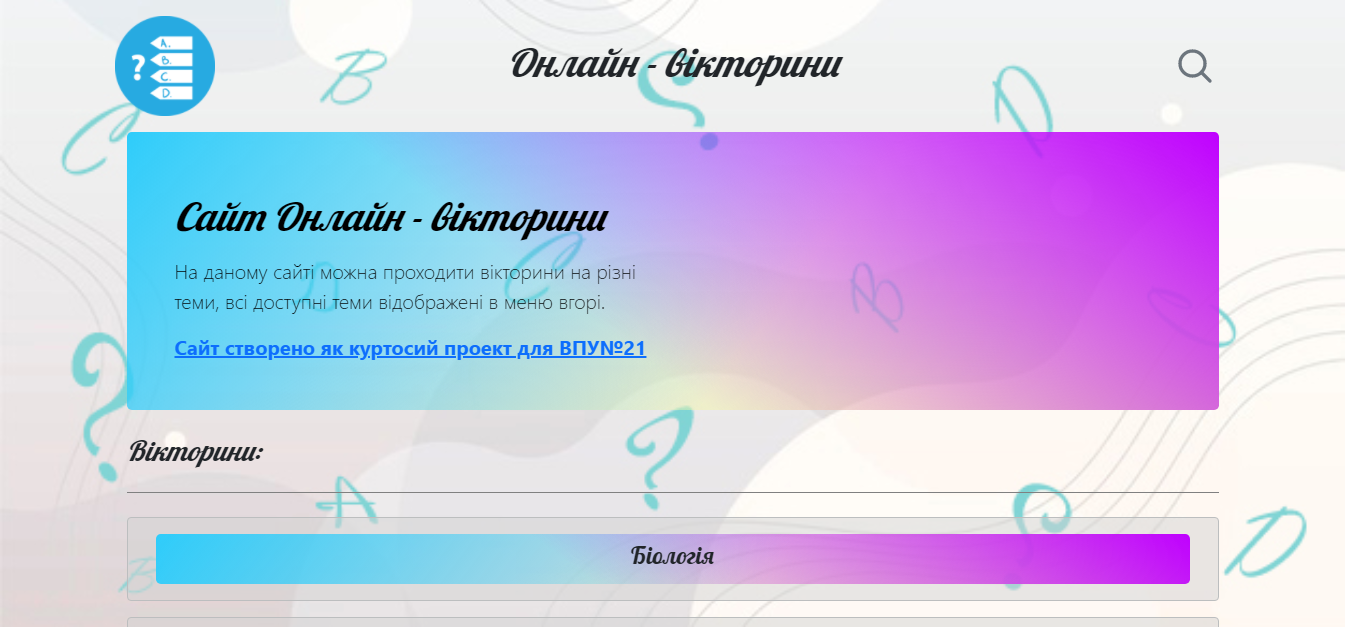 ? A. B. C. D.
Онлайн - вікторини
Сайт Онлайн - вікторини
На даному сайті можна проходити вікторини на різні
теми, всі доступні теми відображені в меню вгорі.
Сайт створено як куртосий проект для ВПУ№21
Вікторини:
Біологія